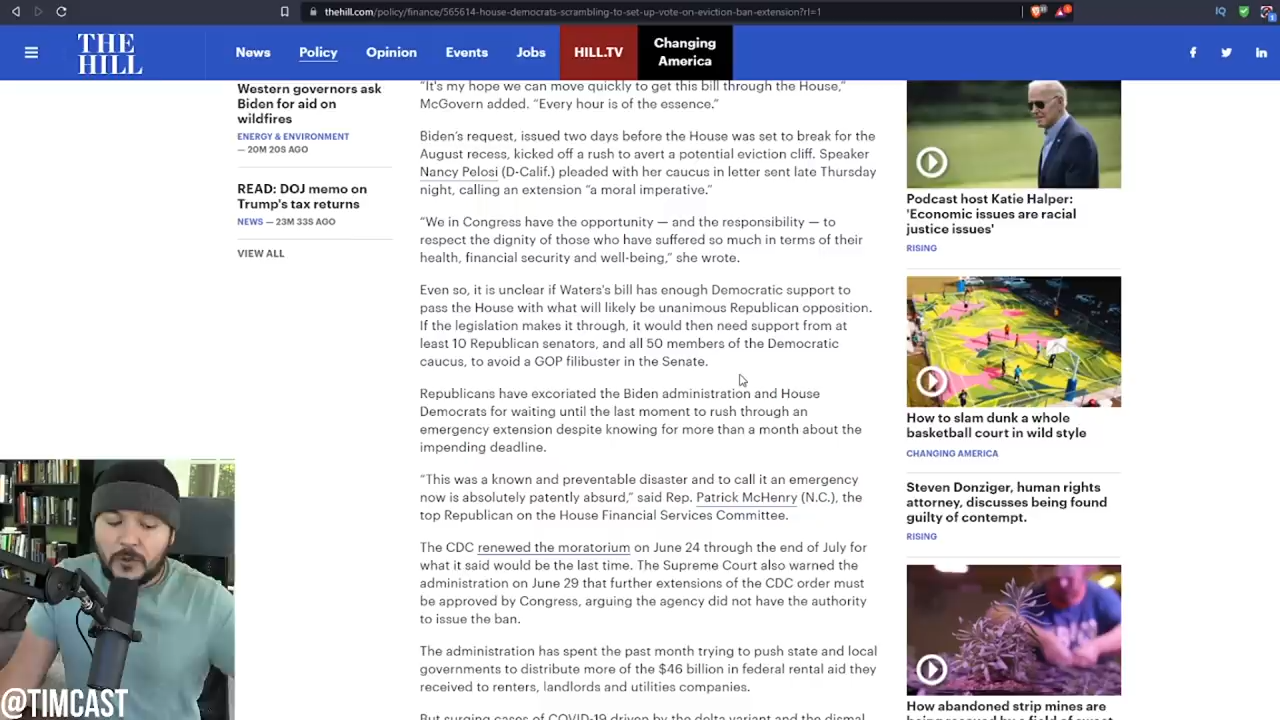 thehill.com/policy/finance/565614-house-democrats-scrambling-to-set-up-vote-on-eviction-ban-extension?rl=1
THE
HILL
News
Policy
Opinion
Events
Jobs
HILL.TV
Changing
America
Western governors ask
Biden for aid on
wildfires
ENERGY & ENVIRONMENT
— 20M 20S AGO
READ: DOJ memo on
Trump's tax returns
NEWS — 23M 33S AGO
VIEW ALL
"It's my hope we can move quickly to get this bill through the House,"
McGovern added. "Every hour is of the essence."
Biden's request, issued two days before the House was set to break for the
August recess, kicked off a rush to avert a potential eviction cliff. Speaker
Nancy Pelosi (D-Calif.) pleaded with her caucus in letter sent late Thursday
night, calling an extension "a moral imperative."
"We in Congress have the opportunity — and the responsibility — to
respect the dignity of those who have suffered so much in terms of their
health, financial security and well-being," she wrote.
Even so, it is unclear if Waters's bill has enough Democratic support to
pass the House with what will likely be unanimous Republican opposition.
If the legislation makes it through, it would then need support from at
least 10 Republican senators, and all 50 members of the Democratic
caucus, to avoid a GOP filibuster in the Senate.
Republicans have excoriated the Biden administration and House
Democrats for waiting until the last moment to rush through an
emergency extension despite knowing for more than a month about the
impending deadline.
"This was a known and preventable disaster and to call it an emergency
now is absolutely patently absurd," said Rep. Patrick McHenry (N.C.), the
top Republican on the House Financial Services Committee.
The CDC renewed the moratorium on June 24 through the end of July for
what it said would be the last time. The Supreme Court also warned the
administration on June 29 that further extensions of the CDC order must
be approved by Congress, arguing the agency did not have the authority
to issue the ban.
The administration has spent the past month trying to push state and local
governments to distribute more of the $46 billion in federal rental aid they
received to renters, landlords and utilities companies.
But surging cases of COVID-19 driven by the delta variant and the dismal
Podcast host Katie Halper:
'Economic issues are racial
justice issues'
RISING
How to slam dunk a whole
basketball court in wild style
CHANGING AMERICA
Steven Donziger, human rights
attorney, discusses being found
guilty of contempt.
RISING
How abandoned strip mines are
@TIMCAST